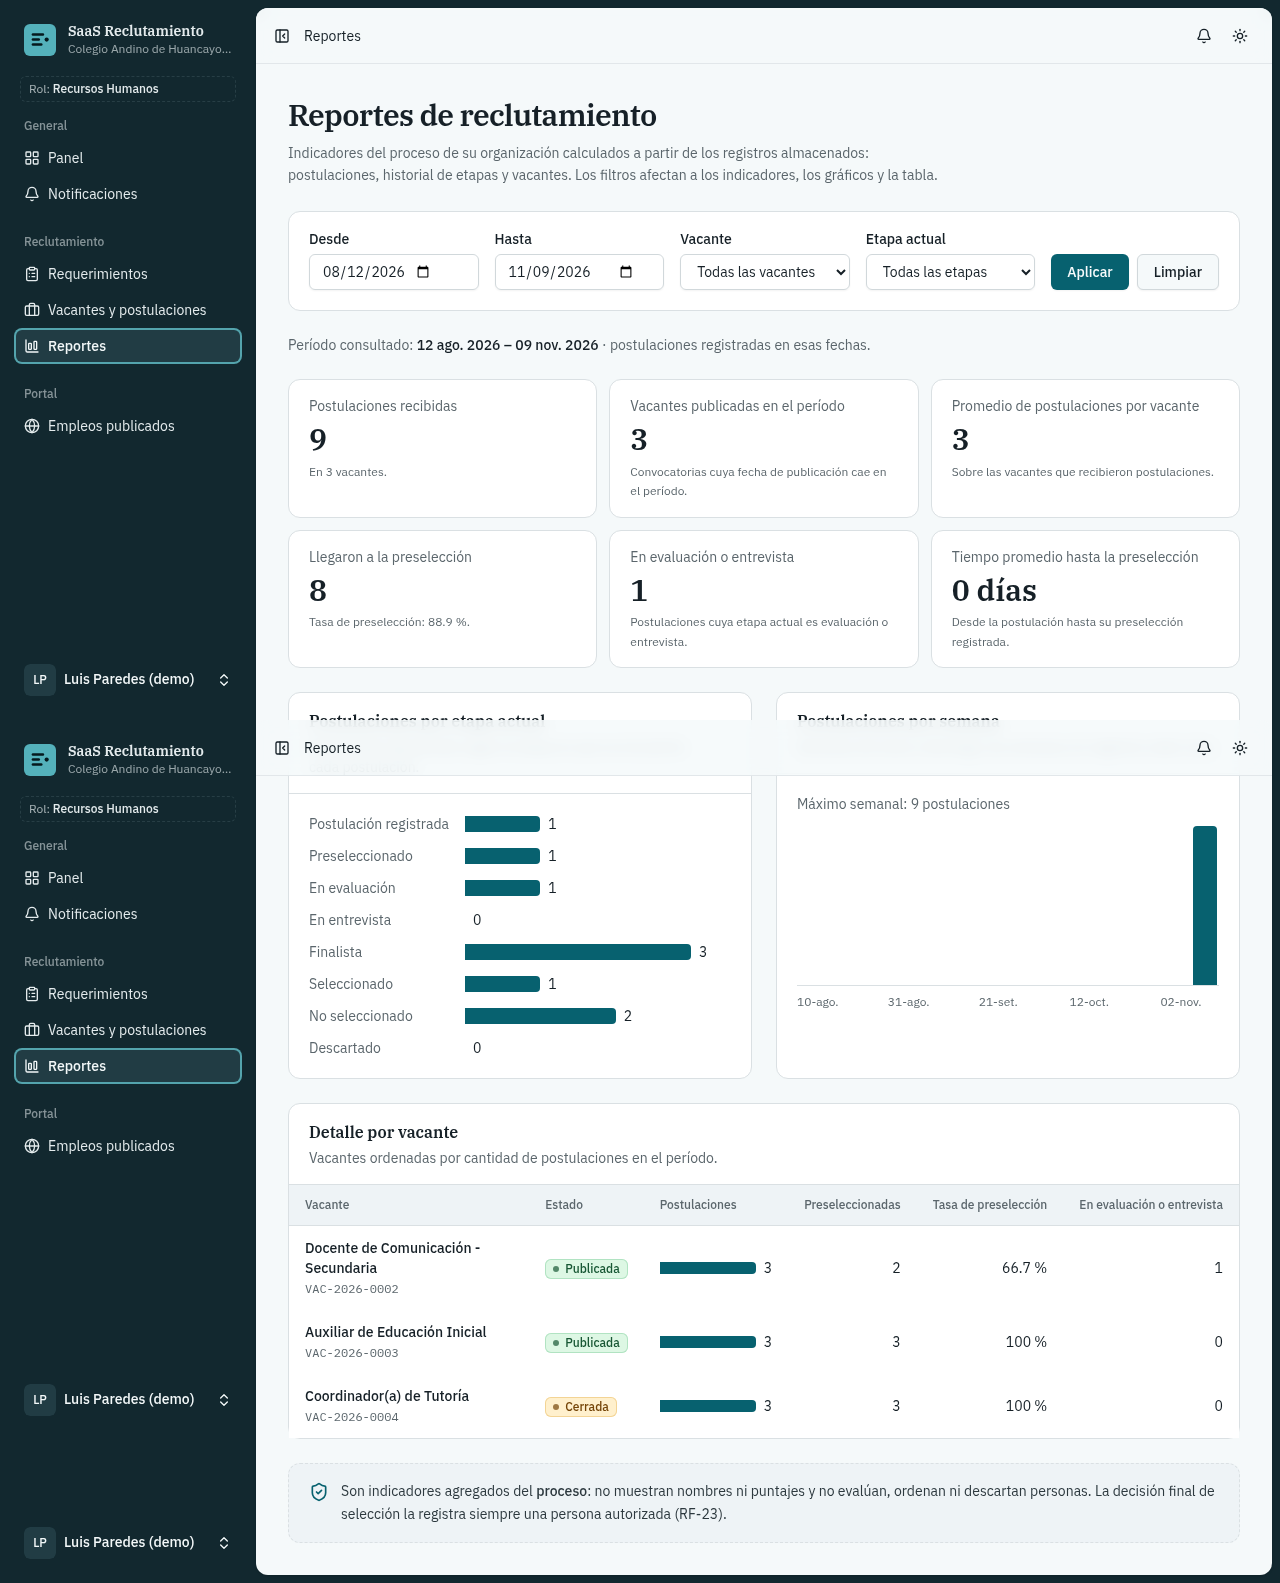 SaaS Reclutamiento
Colegio Andino de Huancayo...
Rol: Recursos Humanos
General
Panel
Notificaciones
Reclutamiento
Requerimientos
Vacantes y postulaciones
Reportes
Portal
Empleos publicados
LP Luis Paredes (demo)
Reportes
Reportes de reclutamiento
Indicadores del proceso de su organización calculados a partir de los registros almacenados:
postulaciones, historial de etapas y vacantes. Los filtros afectan a los indicadores, los gráficos y la tabla.
Desde Hasta Vacante Etapa actual
08/12/2026 11/09/2026 Todas las vacantes Todas las etapas Aplicar Limpiar
Período consultado: 12 ago. 2026 – 09 nov. 2026 · postulaciones registradas en esas fechas.
Postulaciones recibidas
9
En 3 vacantes.
Vacantes publicadas en el período
3
Convocatorias cuya fecha de publicación cae en
el período.
Promedio de postulaciones por vacante
3
Sobre las vacantes que recibieron postulaciones.
Llegaron a la preselección
8
Tasa de preselección: 88.9 %.
En evaluación o entrevista
1
Postulaciones cuya etapa actual es evaluación o
entrevista.
Tiempo promedio hasta la preselección
0 días
Desde la postulación hasta su preselección
registrada.
Postulaciones por etapa actual
Postulaciones por semana
SaaS Reclutamiento
Colegio Andino de Huancayo...
Rol: Recursos Humanos
General
Panel
Notificaciones
Reclutamiento
Requerimientos
Vacantes y postulaciones
Reportes
Portal
Empleos publicados
LP Luis Paredes (demo)
LP Luis Paredes (demo)
Reportes
Postulación registrada 1
Preseleccionado 1
En evaluación 1
En entrevista 0
Finalista 3
Seleccionado 1
No seleccionado 2
Descartado 0
Máximo semanal: 9 postulaciones
10-ago. 31-ago. 21-set. 12-oct. 02-nov.
Detalle por vacante
Vacantes ordenadas por cantidad de postulaciones en el período.
Vacante Estado Postulaciones Preseleccionadas Tasa de preselección En evaluación o entrevista
Docente de Comunicación -
Secundaria
VAC-2026-0002
Publicada 3 2 66.7 % 1
Auxiliar de Educación Inicial
VAC-2026-0003
Publicada 3 3 100 % 0
Coordinador(a) de Tutoría
VAC-2026-0004
Cerrada 3 3 100 % 0
Son indicadores agregados del proceso: no muestran nombres ni puntajes y no evalúan, ordenan ni descartan personas. La decisión final de
selección la registra siempre una persona autorizada (RF-23).